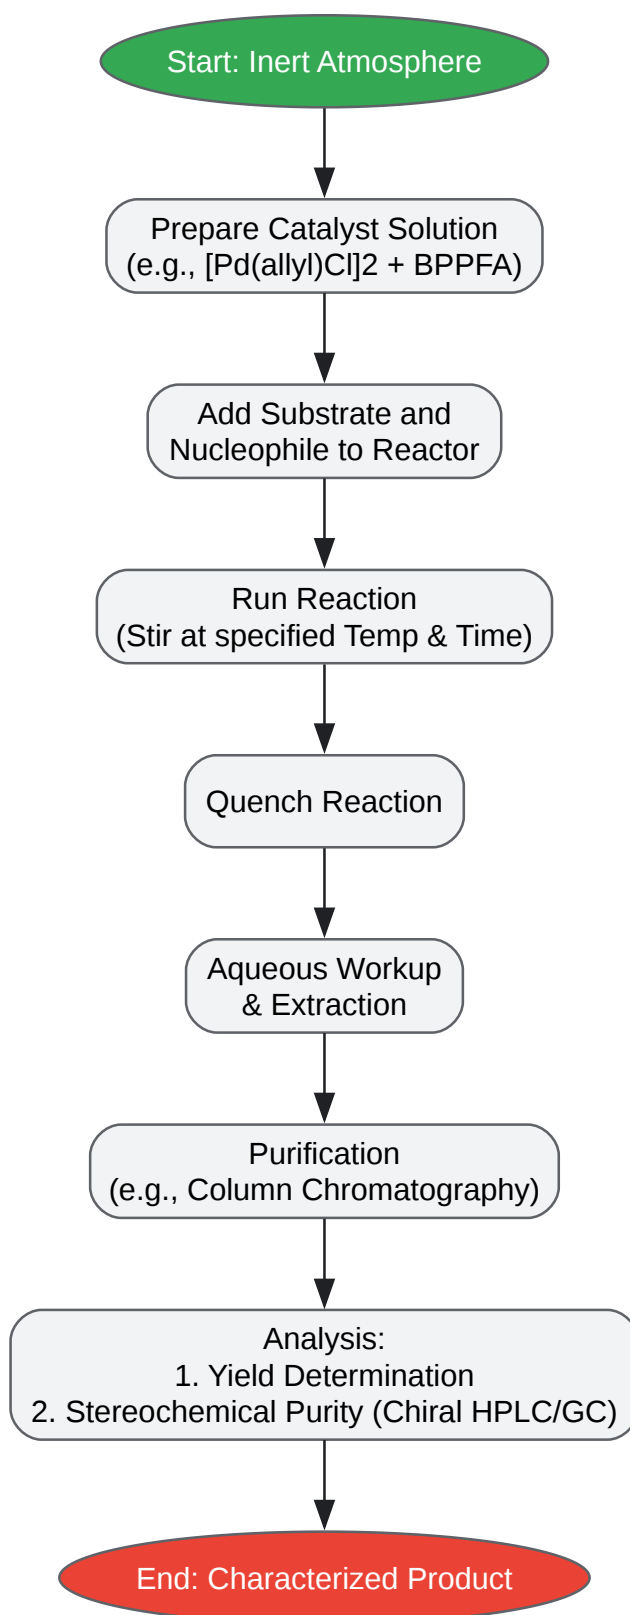 Start: Inert Atmosphere
Prepare Catalyst Solution
(e.g., [Pd(allyl)Cl]2 + BPPFA)
Add Substrate and
Nucleophile to Reactor
Run Reaction
(Stir at specified Temp & Time)
Quench Reaction
Aqueous Workup
& Extraction
Purification
(e.g., Column Chromatography)
Analysis:
1. Yield Determination
2. Stereochemical Purity (Chiral HPLC/GC)
End: Characterized Product